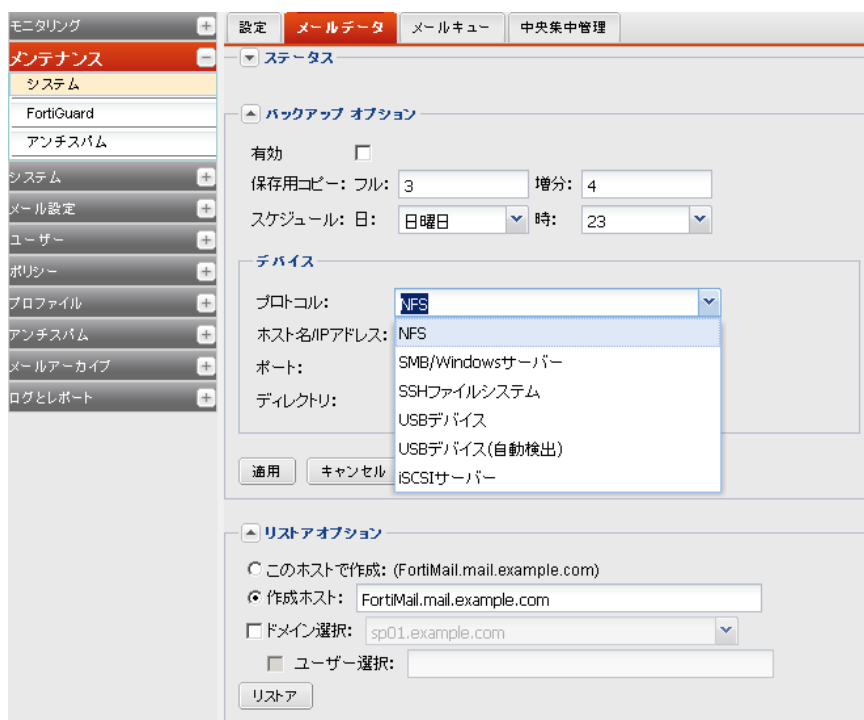 モニタリング
メンテナンス
システム
FortiGuard
アンチスパム
システム
メール設定
ユーザー
ポリシー
プロファイル
アンチスパム
メールアーカイブ
ログとレポート
設定 メールデータ メールキュー 中央集中管理
ステータス
バックアップ オプション
有効
保存用コピー: フル: 3 増分: 4
スケジュール: 日: 日曜日 時: 23
デバイス
プロトコル: NFS
ホスト名/IPアドレス: NFS
SMB/Windowsサーバー
ポート:
SSHファイルシステム
ディレクトリ:
USBデバイス
USBデバイス(自動検出)
適用 キャンセル iSCSIサーバー
リストアオプション
このホストで作成: (FortiMail.mail.example.com)
作成ホスト: FortiMail.mail.example.com
ドメイン選択: sp01.example.com
ユーザー選択:
リストア